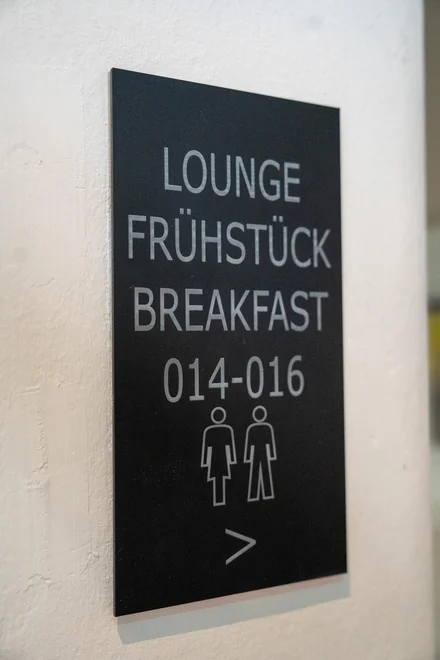 LOUNGE
FRÜHSTÜCK
BREAKFAST
014-016
>